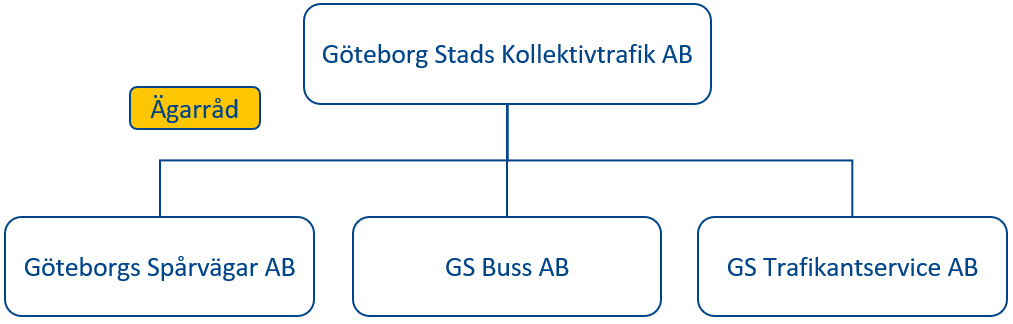 Göteborg Stads Kollektivtrafik AB
Ägarråd
Göteborgs Spårvägar AB
GS Buss AB
GS Trafikantservice AB